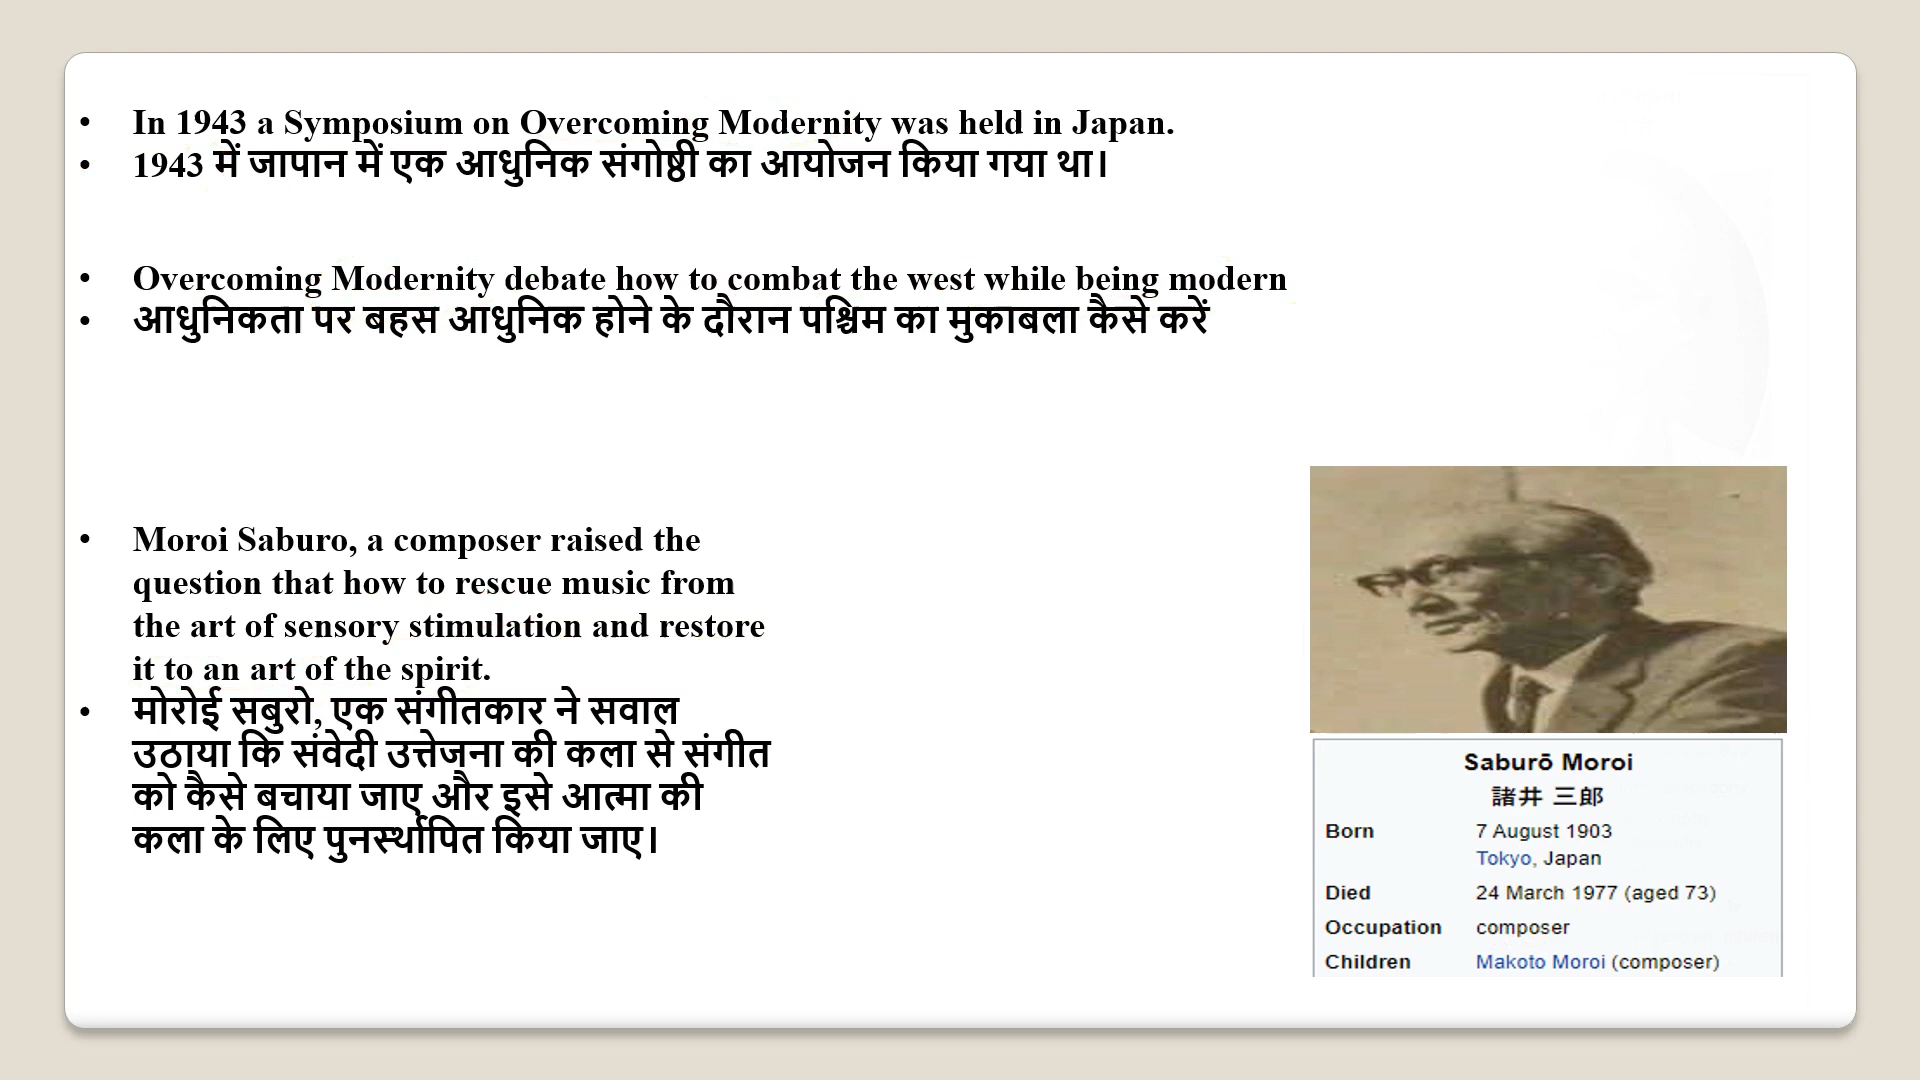 • In 1943 a Symposium on Overcoming Modernity was held in Japan.
• 1943 में जापान में एक आधुनिक संगोष्ठी का आयोजन किया गया था।
• Overcoming Modernity debate how to combat the west while being modern
• आधुनिकता पर बहस आधुनिक होने के दौरान पश्चिम का मुकाबला कैसे करें
• Moroi Saburo, a composer raised the
question that how to rescue music from
the art of sensory stimulation and restore
it to an art of the spirit.
• मोरोई सबुरो, एक संगीतकार ने सवाल
उठाया कि संवेदी उत्तेजना की कला से संगीत
को कैसे बचाया जाए और इसे आत्मा की
कला के लिए पुनर्स्थापित किया जाए।
Saburō Moroi
諸井 三郎
Born 7 August 1903
Tokyo, Japan
Died 24 March 1977 (aged 73)
Occupation composer
Children Makoto Moroi (composer)